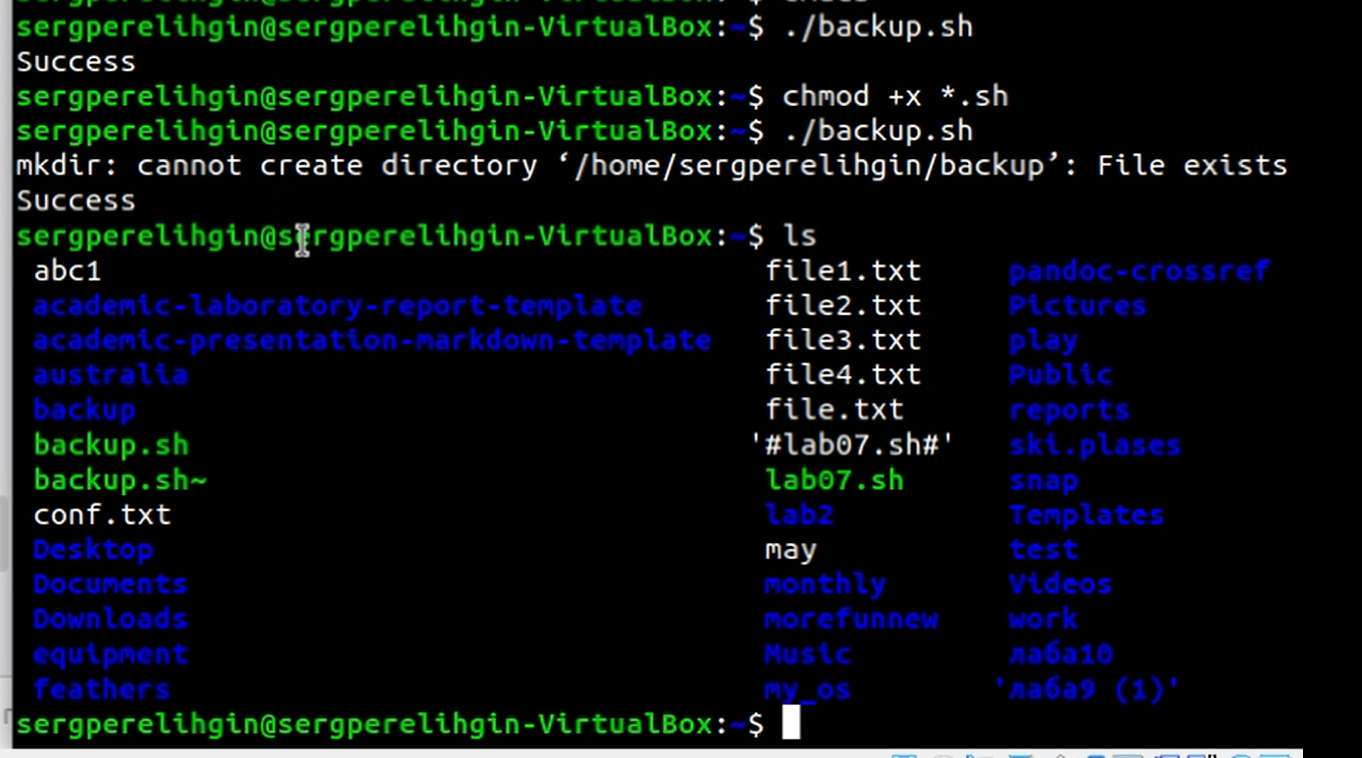 sergperelihgin@sergperelihgin-VirtualBox:~$ ./backup.sh
Success
sergperelihgin@sergperelihgin-VirtualBox:~$ chmod +x *.sh
sergperelihgin@sergperelihgin-VirtualBox:~$ ./backup.sh
mkdir: cannot create directory ‘/home/sergperelihgin/backup’: File exists
Success
sergperelihgin@sergperelihgin-VirtualBox:~$ ls
abc1 file1.txt pandoc-crossref
academic-laboratory-report-template file2.txt Pictures
academic-presentation-markdown-template file3.txt play
australia file4.txt Public
backup file.txt reports
backup.sh '#lab07.sh#' ski.plases
backup.sh~ lab07.sh snap
conf.txt lab2 Templates
Desktop may test
Documents monthly Videos
Downloads morefunnew work
equipment Music лаба10
feathers my_os 'лаба9 (1)'
sergperelihgin@sergperelihgin-VirtualBox:~$